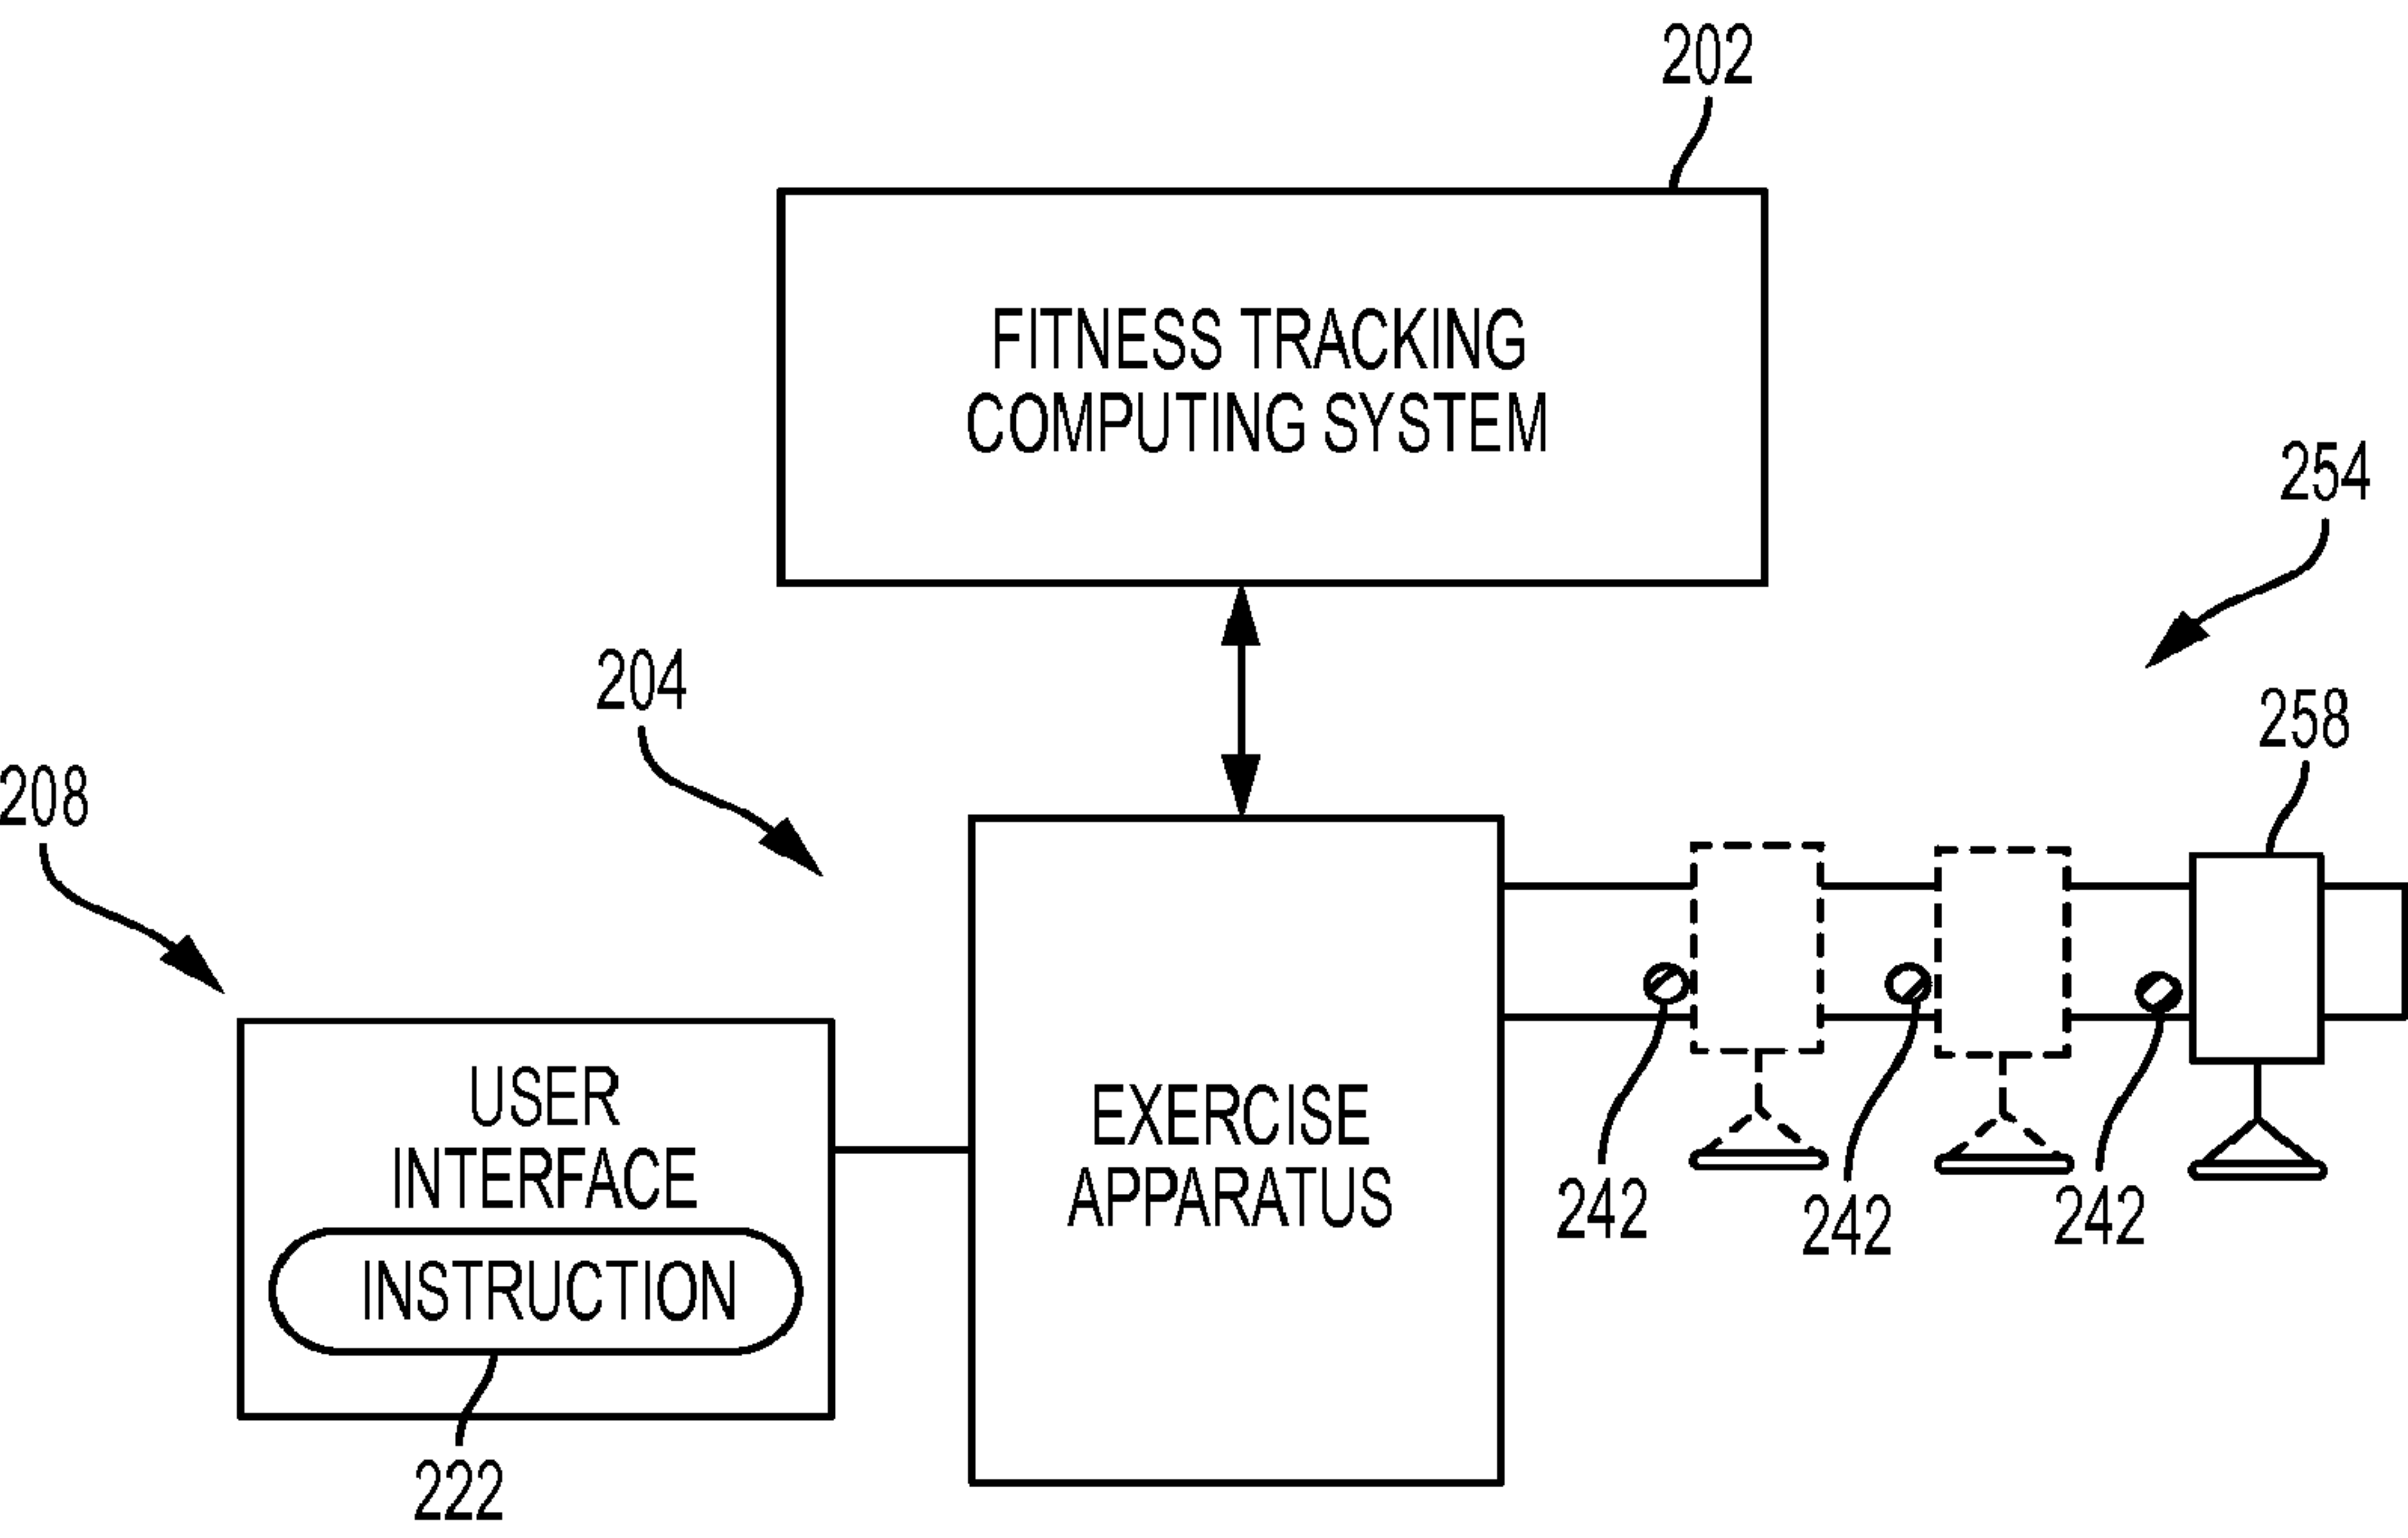 202
FITNESS TRACKING
COMPUTING SYSTEM
254
204
258
208
USER
INTERFACE
INSTRUCTION
EXERCISE
APPARATUS
242
242
242
222